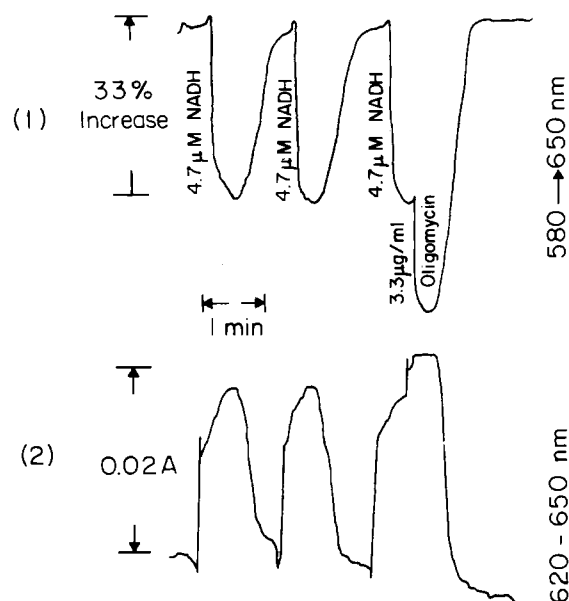 (1)
33%
Increase
4.7μM NADH
4.7μM NADH
4.7μM NADH
3.3μg/ml
Oligomycin
580→650 nm
1 min
(2)
0.02A
620-650 nm